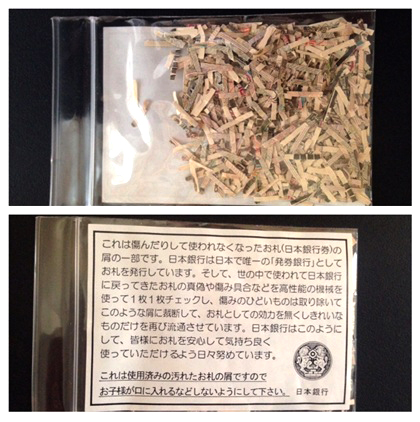 これは傷んだりして使われなくなったお札(日本銀行券)の
屑の一部です。日本銀行は日本で唯一の「発券銀行」として
お札を発行しています。そして、世の中で使われて日本銀行
に戻ってきたお札の真偽や傷み具合などを高性能の機械を
使って1枚1枚チェックし、傷みのひどいものは取り除いて
このような屑に裁断して、お札としての効力を無くしきれいな
ものだけを再び流通させています。日本銀行はこのように
して、皆様にお札を安心して気持ち良く
使っていただけるよう日々努めています。
これは使用済みの汚れたお札の屑ですので
お子様が口に入れるなどしないようにして下さい。 日本銀行